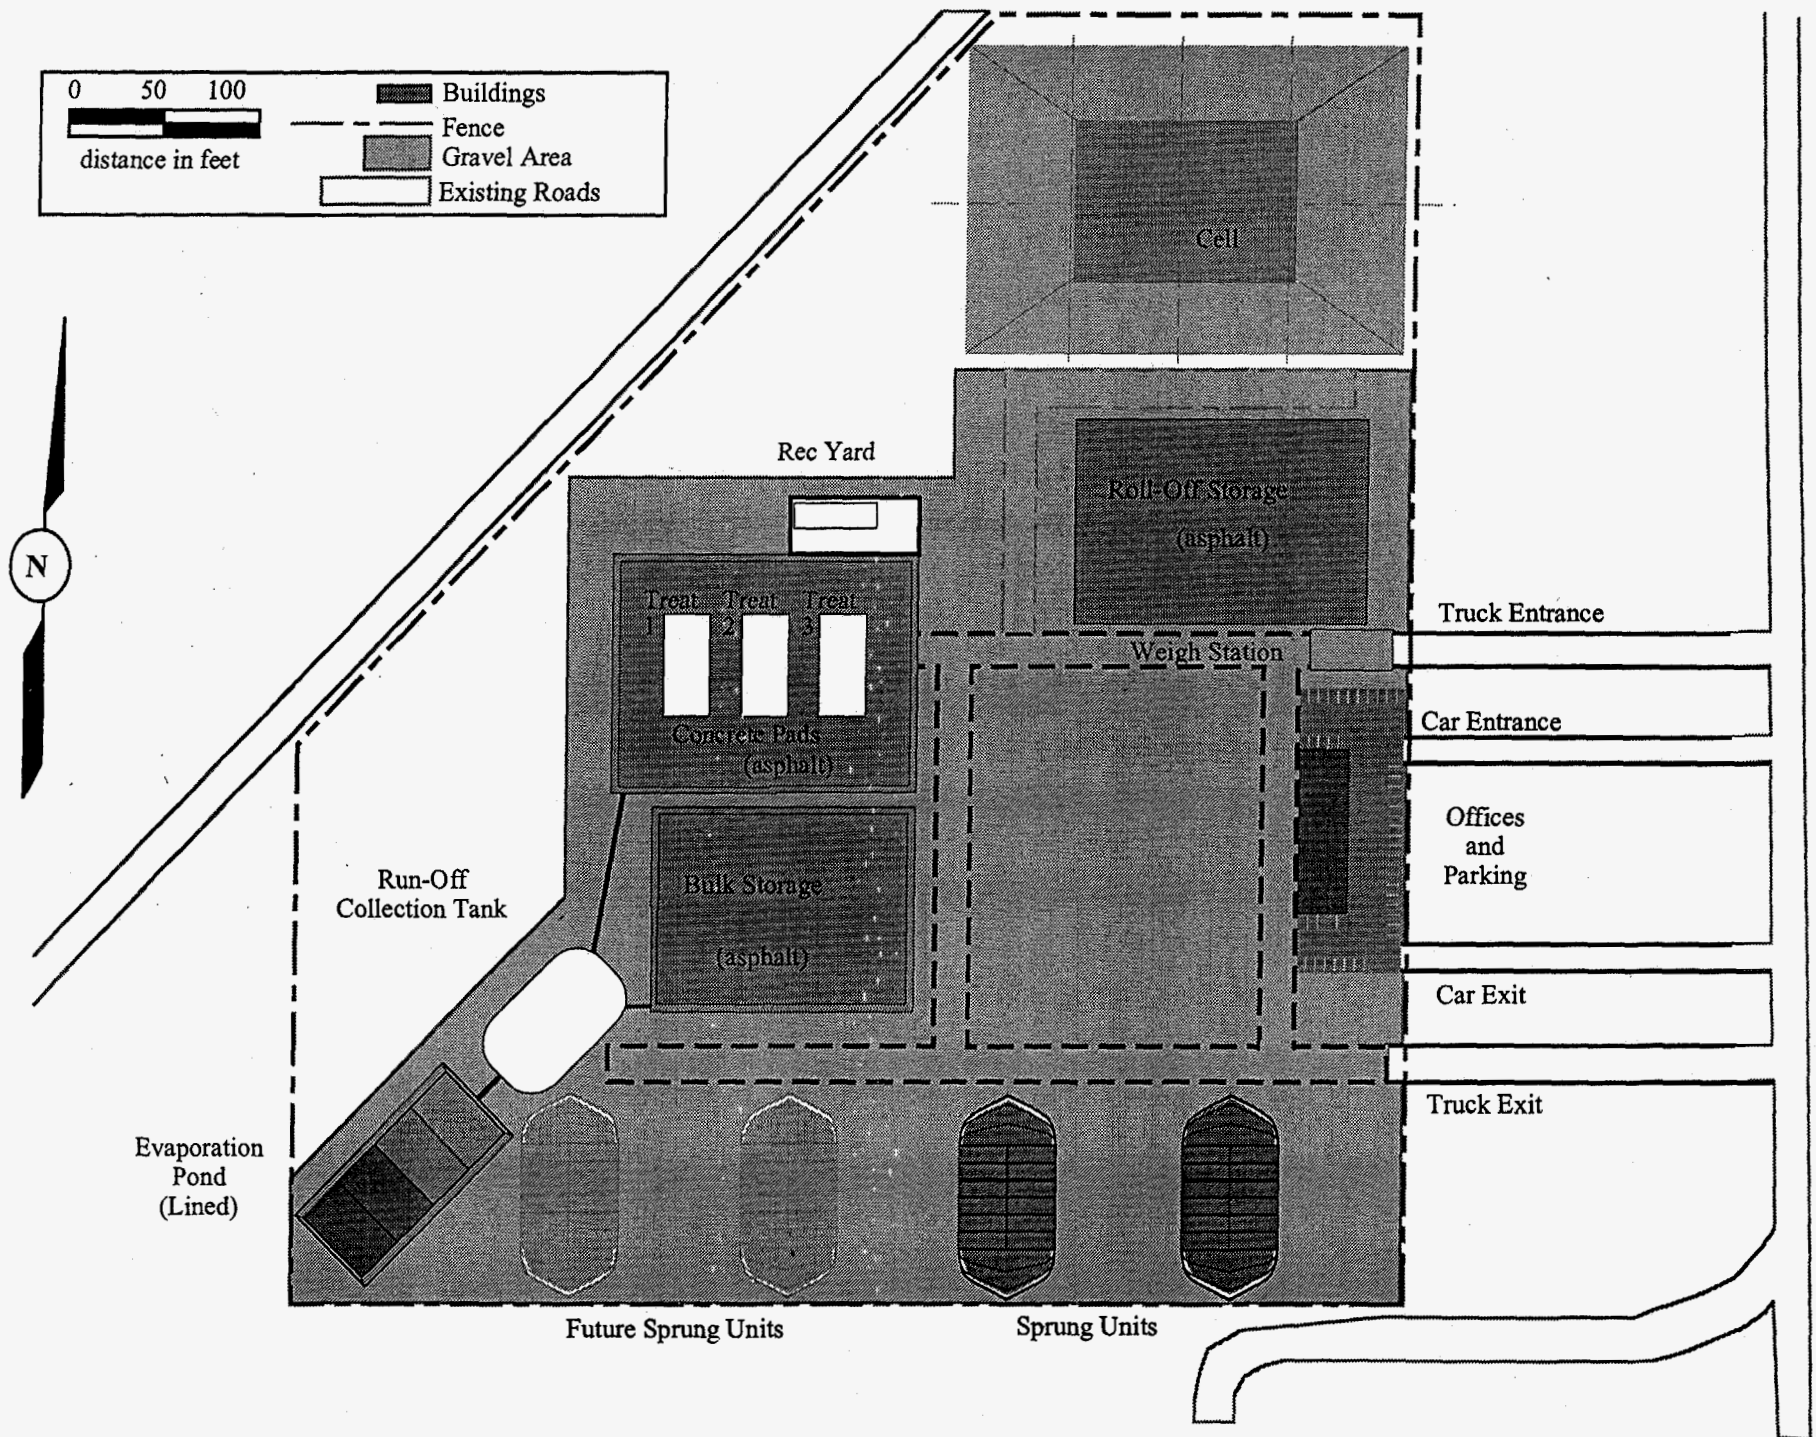 0 50 100
distance in feet
Buildings
Fence
Gravel Area
Existing Roads
N
Cell
Rec Yard
Roll-Off Storage
(asphalt)
Treat Treat Treat
1 2 3
Concrete Pads
(asphalt)
Weigh Station
Truck Entrance
Car Entrance
Offices
and
Parking
Bulk Storage
(asphalt)
Run-Off
Collection Tank
Car Exit
Truck Exit
Evaporation
Pond
(Lined)
Future Sprung Units
Sprung Units